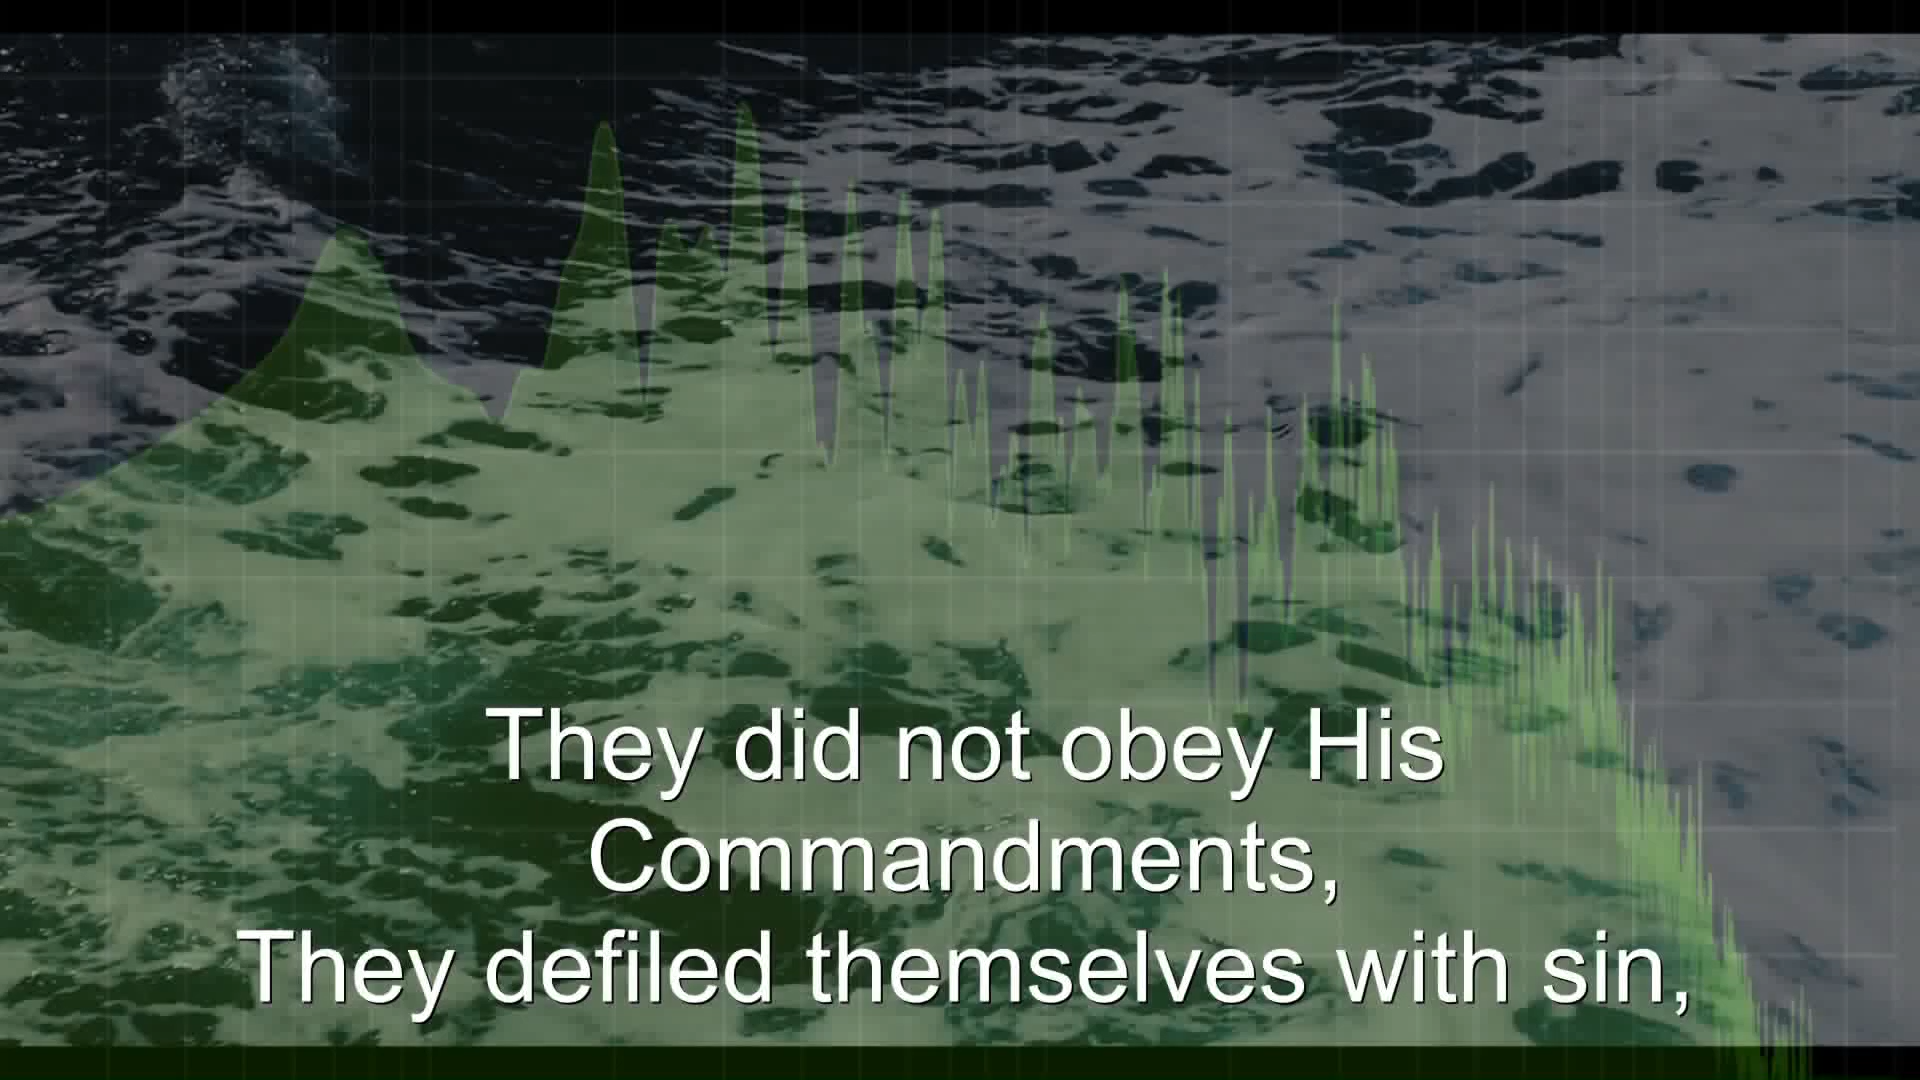 They did not obey His
Commandments,
They defiled themselves with sin,